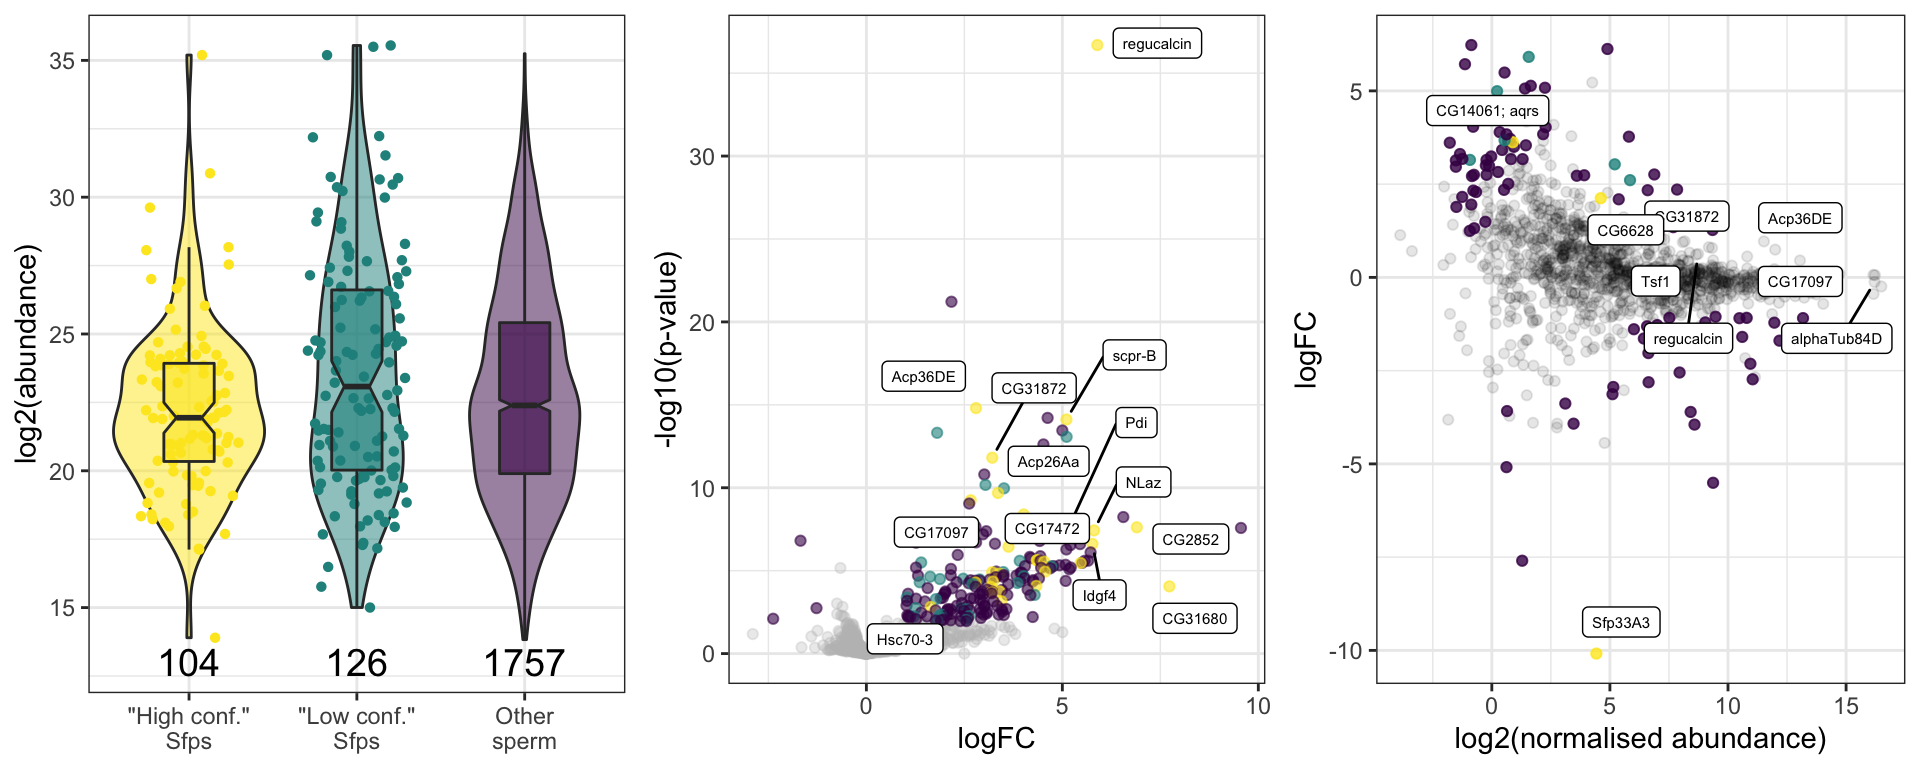 log2(abundance)
35
30
25
20
15
104
126
1757
"High conf."
Sfps
"Low conf."
Sfps
Other
sperm
-log10(p-value)
30
20
10
0
regucalcin
scpr-B
Acp36DE
CG31872
Pdi
Acp26Aa
NLaz
CG17097
CG17472
CG2852
Idgf4
CG31680
Hsc70-3
0
5
10
logFC
logFC
5
0
-5
-10
CG14061; aqrs
CG31872
Acp36DE
CG6628
Tsf1
CG17097
regucalcin
alphaTub84D
Sfp33A3
0
5
10
15
log2(normalised abundance)